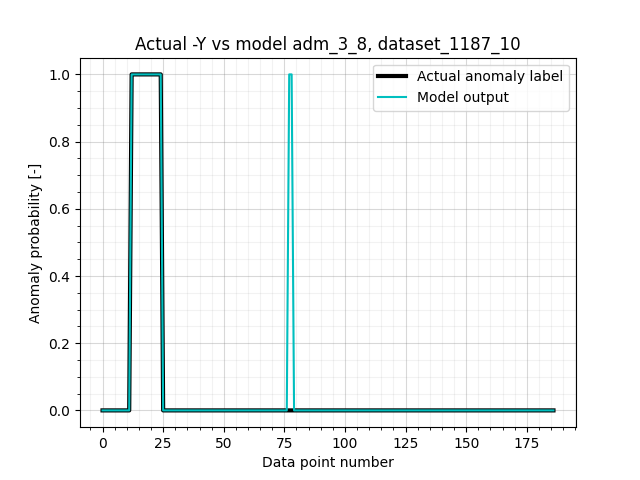 Actual -Y vs model adm_3_8, dataset_1187_10
Actual anomaly label
Model output
Anomaly probability [-]
1.0
0.8
0.6
0.4
0.2
0.0
0 25 50 75 100 125 150 175
Data point number